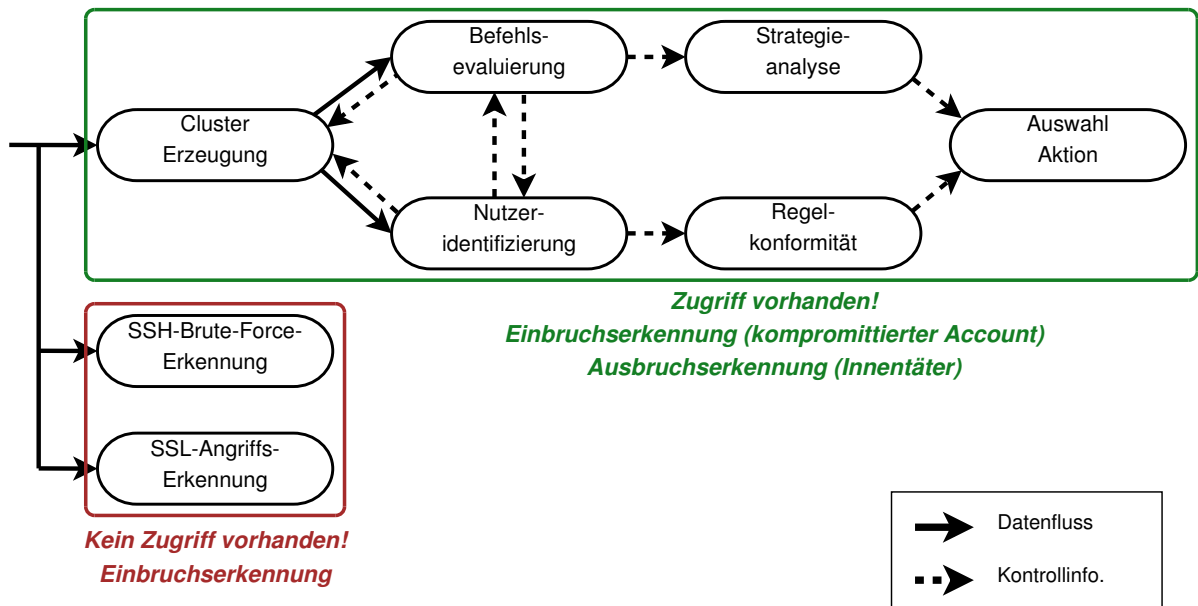 Befehls-
evaluierung
Strategie-
analyse
Cluster
Erzeugung
Auswahl
Aktion
Nutzer-
identifizierung
Regel-
konformität
Zugriff vorhanden!
Einbruchserkennung (kompromittierter Account)
Ausbruchserkennung (Innentäter)
SSH-Brute-Force-
Erkennung
SSL-Angriffs-
Erkennung
Kein Zugriff vorhanden!
Einbruchserkennung
Datenfluss
Kontrollinfo.